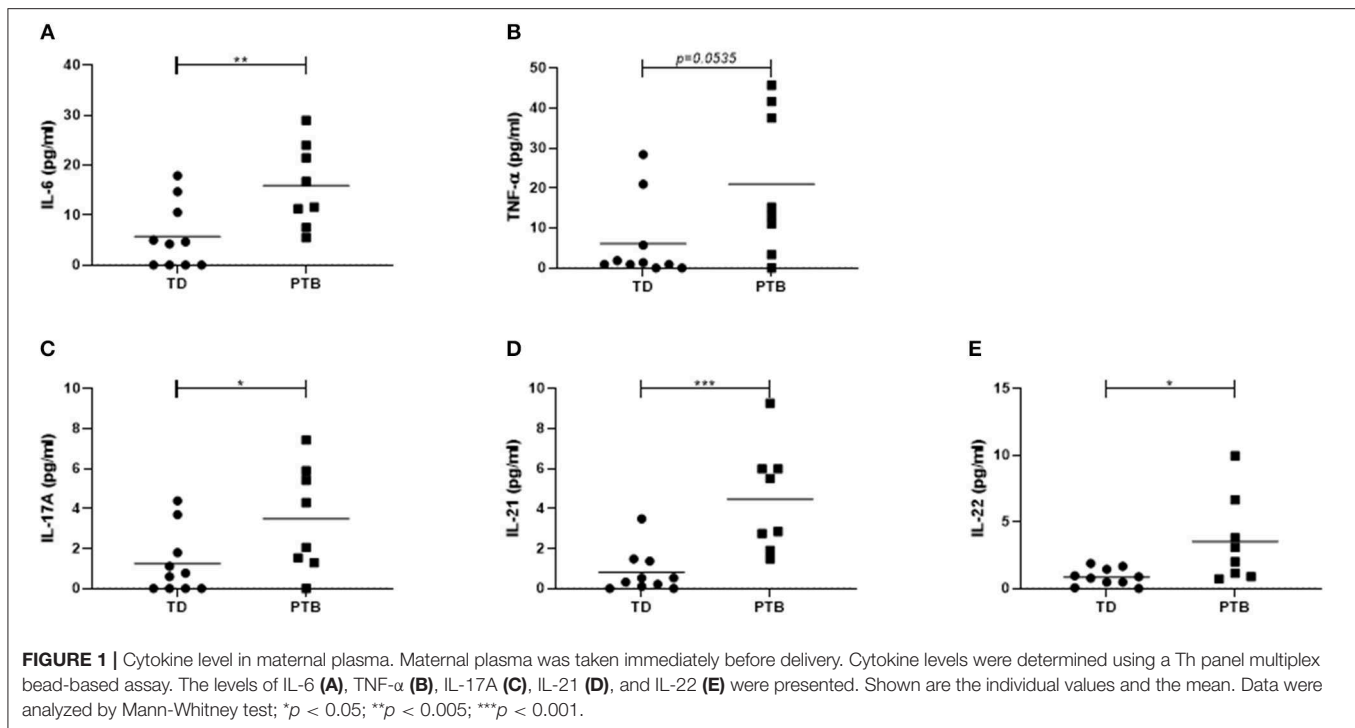 A
IL-6 (pg/ml)
40
30
20
10
0
**
TD
PTB
B
TNF-α (pg/ml)
50
40
30
20
10
0
p=0.0535
TD
PTB
C
IL-17A (pg/ml)
10
8
6
4
2
0
*
TD
PTB
D
IL-21 (pg/ml)
10
8
6
4
2
0
***
TD
PTB
E
IL-22 (pg/ml)
15
10
5
0
*
TD
PTB
FIGURE 1 | Cytokine level in maternal plasma. Maternal plasma was taken immediately before delivery. Cytokine levels were determined using a Th panel multiplex
bead-based assay. The levels of IL-6 (A), TNF-α (B), IL-17A (C), IL-21 (D), and IL-22 (E) were presented. Shown are the individual values and the mean. Data were
analyzed by Mann-Whitney test; *p < 0.05; **p < 0.005; ***p < 0.001.